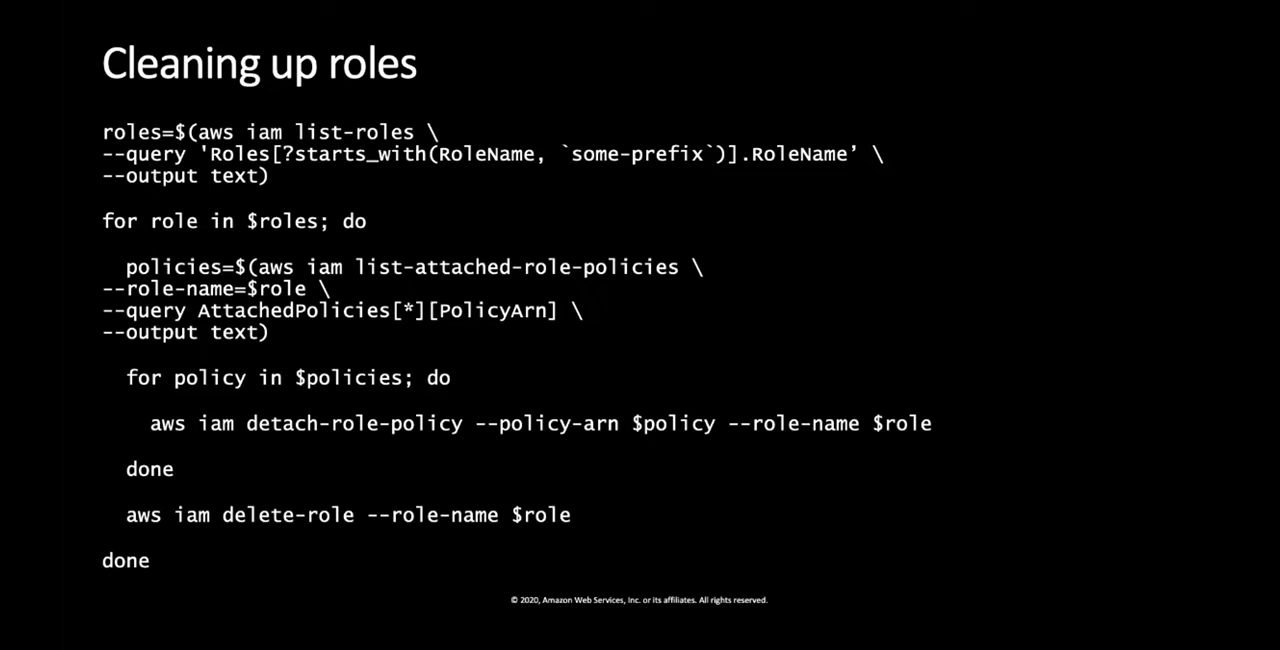 Cleaning up roles
roles=$(aws iam list-roles \
--query 'Roles[?starts_with(RoleName, `some-prefix`)].RoleName’ \
--output text)
for role in $roles; do
policies=$(aws iam list-attached-role-policies \
--role-name=$role \
--query AttachedPolicies[*][PolicyArn] \
--output text)
for policy in $policies; do
aws iam detach-role-policy --policy-arn $policy --role-name $role
done
aws iam delete-role --role-name $role
done
© 2020, Amazon Web Services, Inc. or its affiliates. All rights reserved.